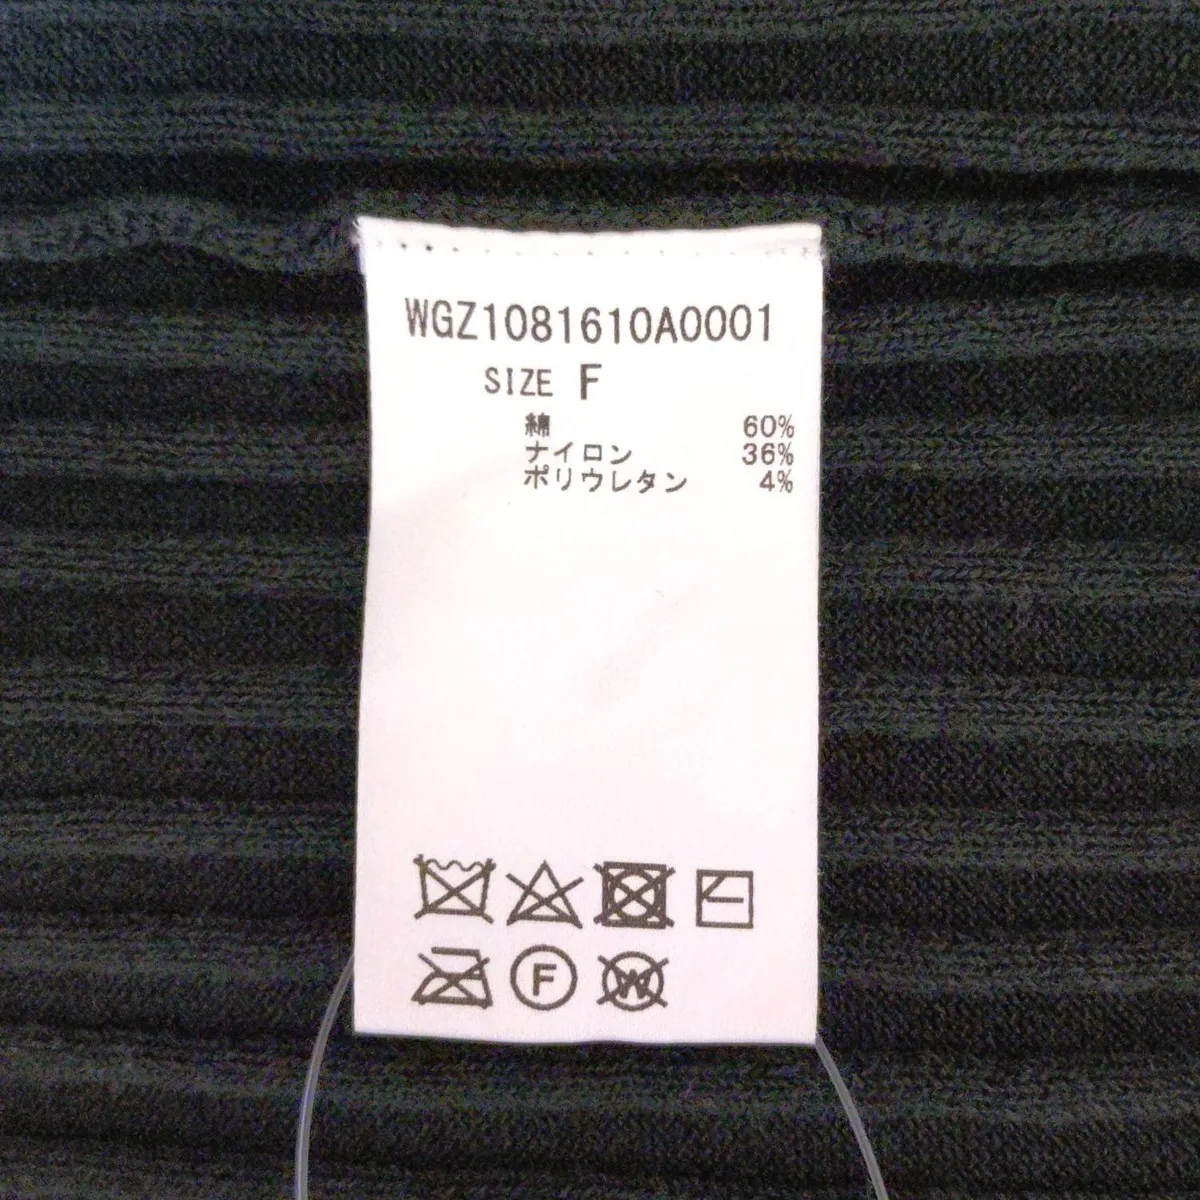 WGZ1081610A0001
SIZE F
綿 60%
ナイロン 36%
ポリウレタン 4%
F
W